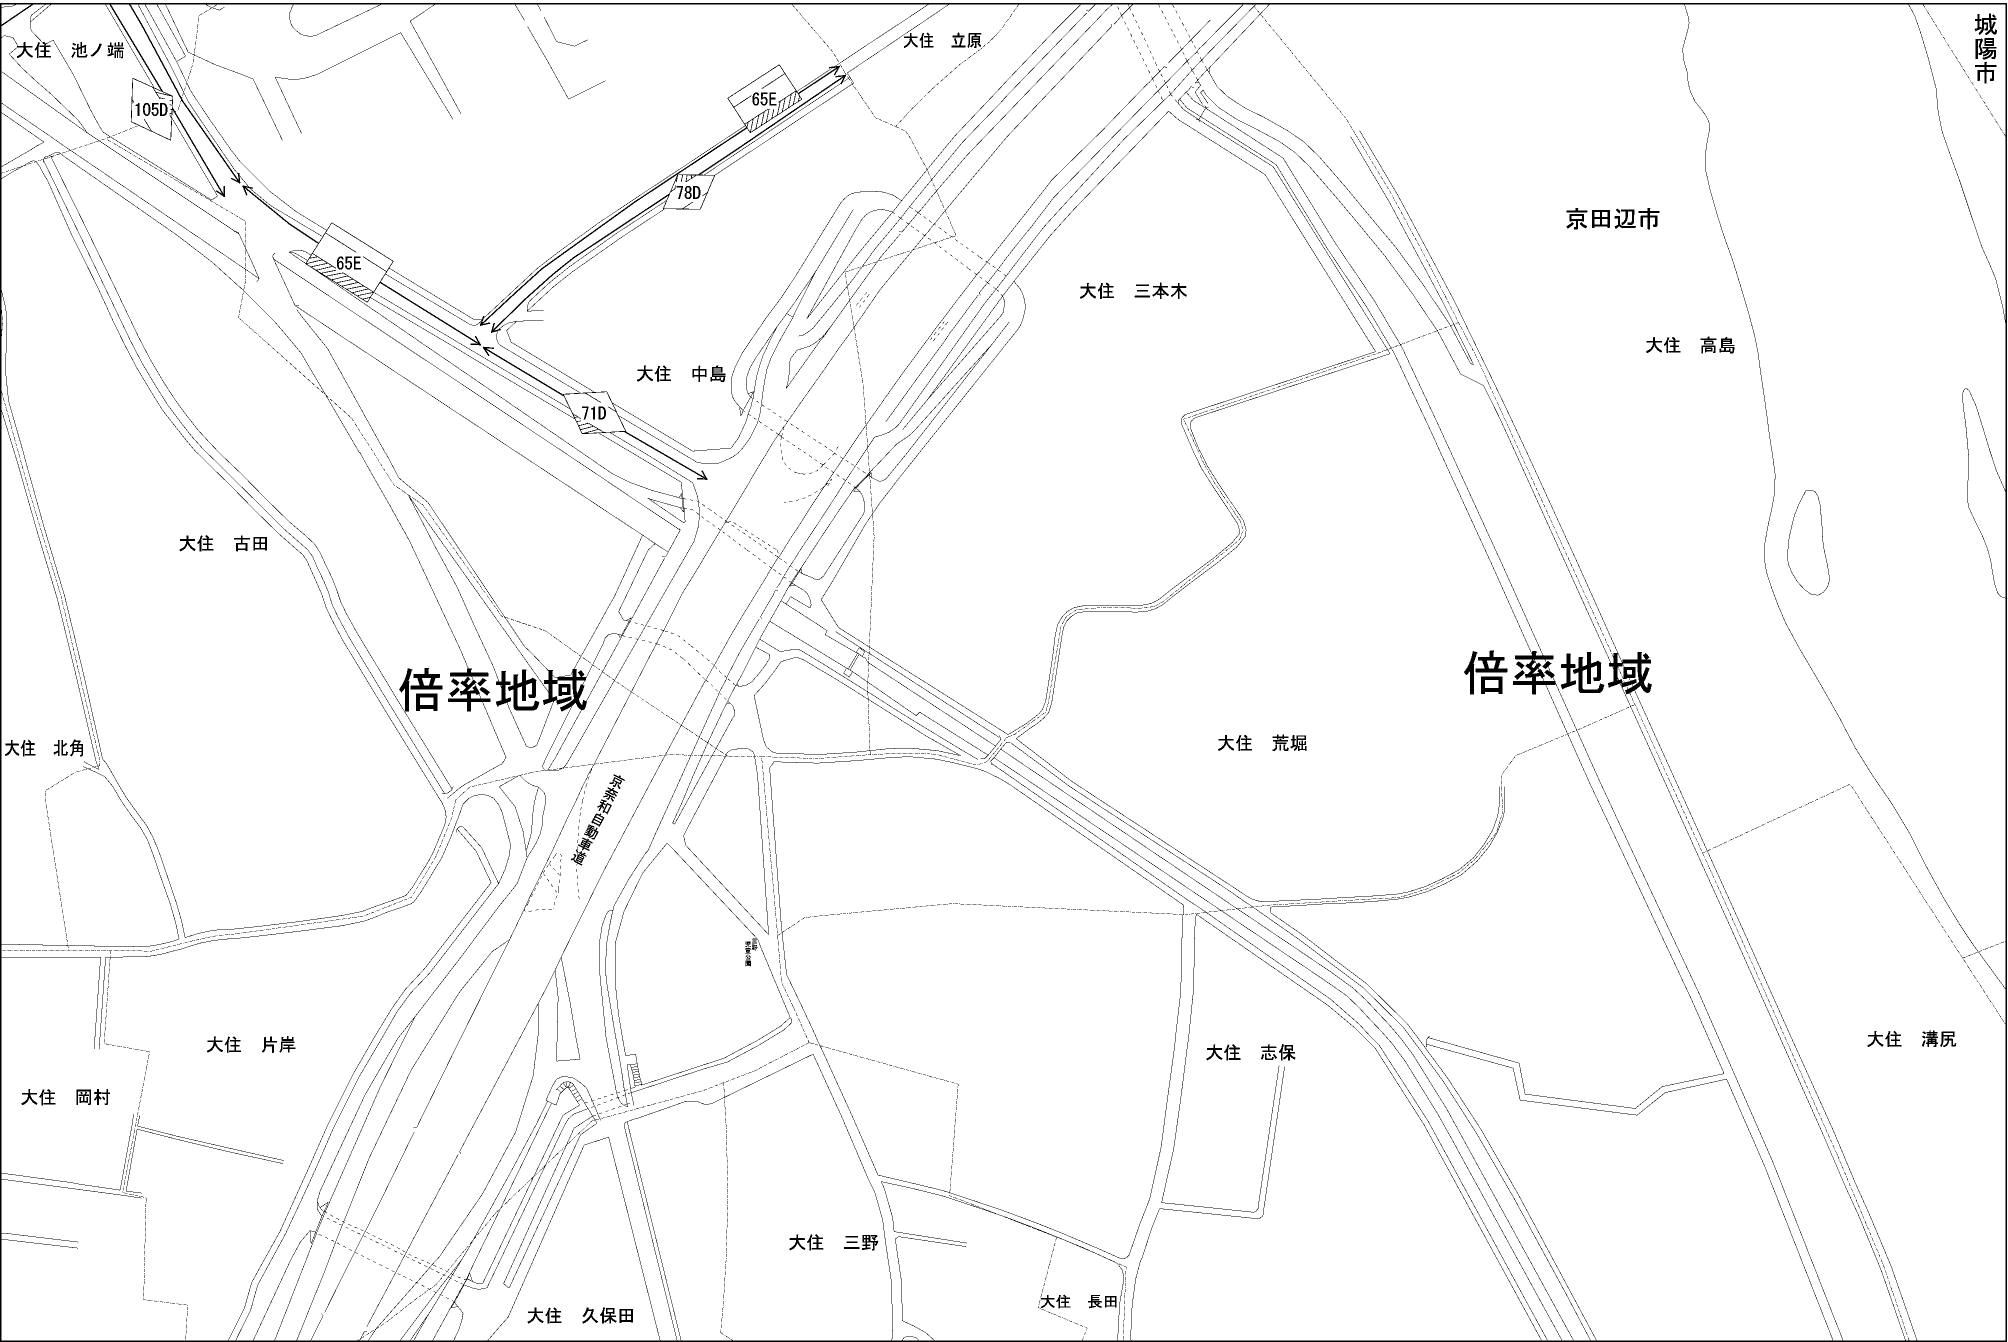 城陽市
大住　池ノ端
大住　立原
105D
65E
78D
京田辺市
65E
大住　三本木
大住　高島
大住　中島
71D
大住　古田
倍率地域
倍率地域
大住　北角
大住　荒堀
京奈和自動車道
児童公園
大住　片岸
大住　志保
大住　溝尻
大住　岡村
大住　三野
大住　長田
大住　久保田